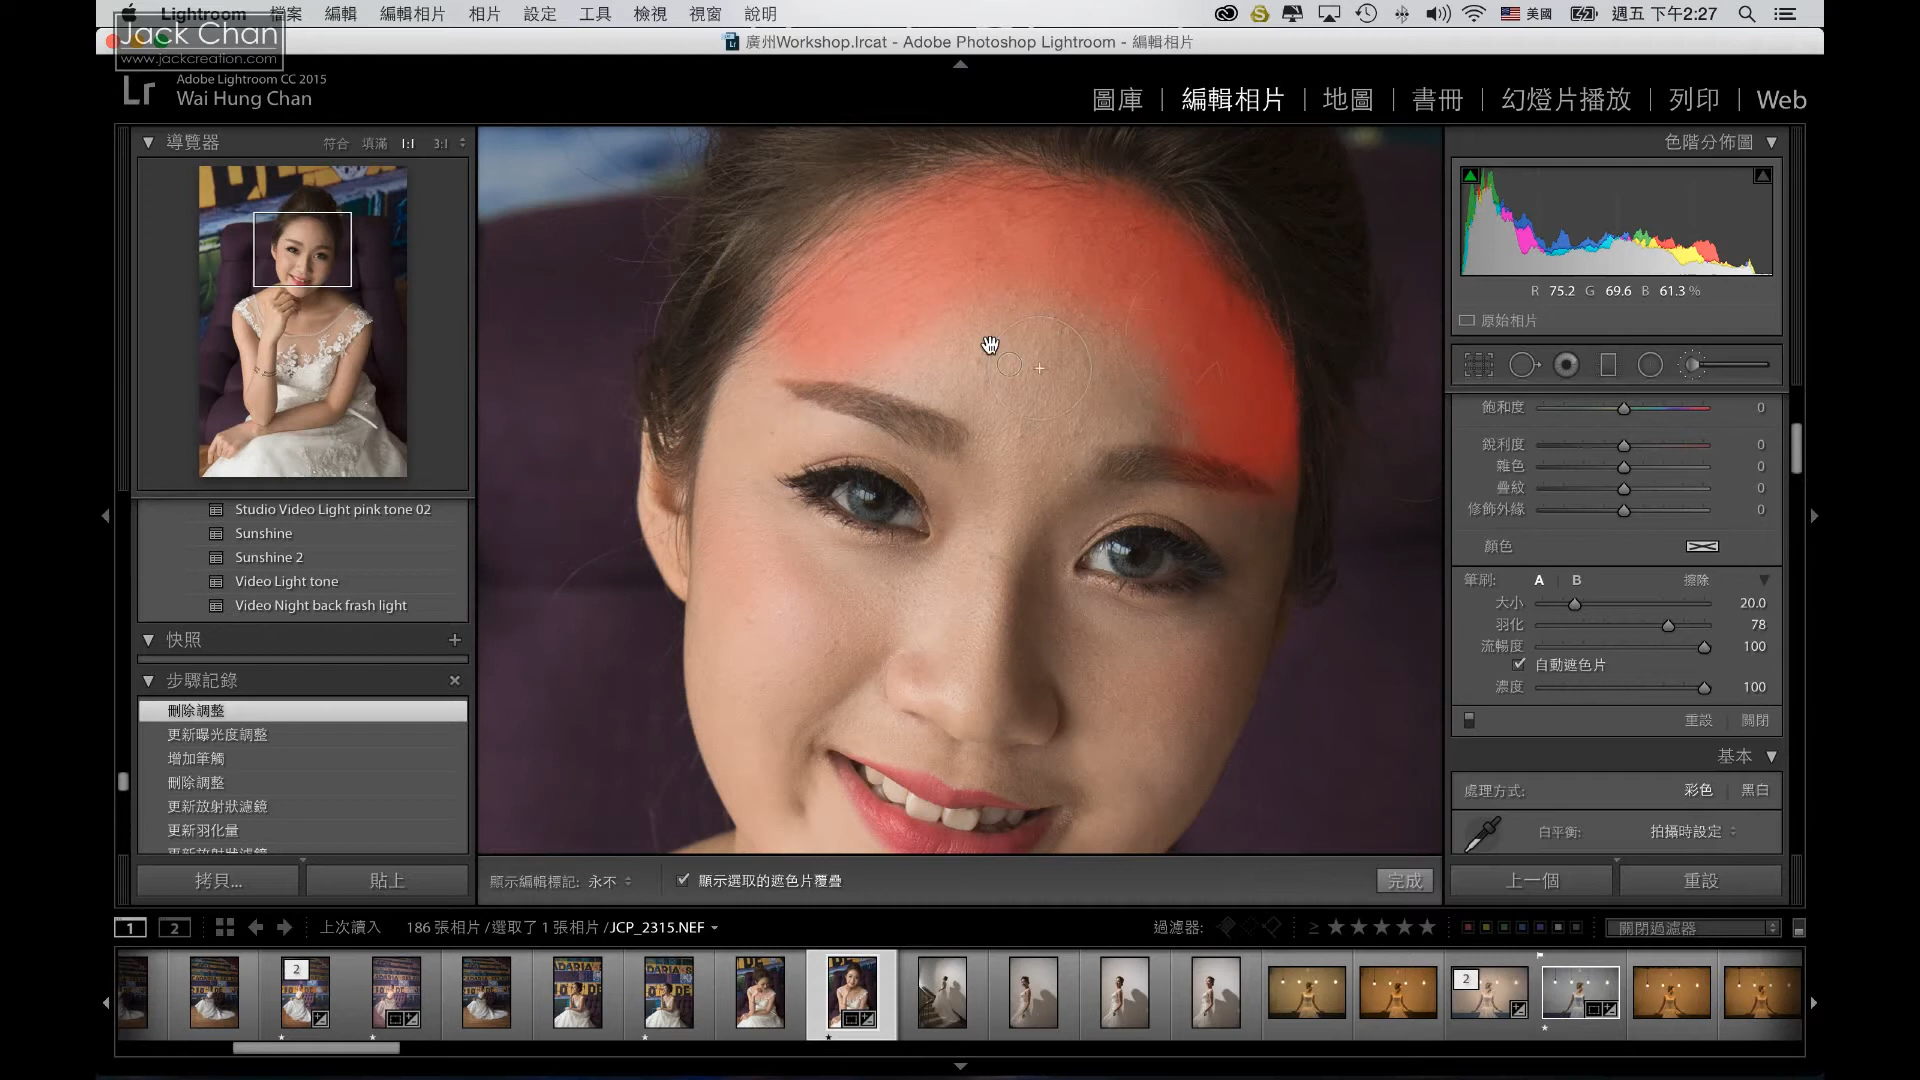 Lightroom 檔案 編輯 編輯相片 相片 設定 工具 檢視 視窗 說明 美國 週五 下午2:27
Jack Chan
www.jackcreation.com
廣州Workshop.lrcat - Adobe Photoshop Lightroom - 編輯相片
Lr
Adobe Lightroom CC 2015
Wai Hung Chan
圖庫 | 編輯相片 | 地圖 | 書冊 | 幻燈片播放 | 列印 | Web
導覽器 符合 填滿 1:1 3:1
色階分佈圖
R 75.2 G 69.6 B 61.3 %
原始相片
飽和度 0
銳利度 0
雜色 0
疊紋 0
修飾外緣 0
顏色
筆刷: A B 擦除
大小 20.0
羽化 78
流暢度 100
自動遮色片
濃度 100
重設 關閉
基本
處理方式: 彩色 黑白
白平衡: 拍攝時設定
上一個 重設
Studio Video Light pink tone 02
Sunshine
Sunshine 2
Video Light tone
Video Night back frash light
快照 +
步驟記錄 ×
刪除調整
更新曝光度調整
增加筆觸
刪除調整
更新放射狀濾鏡
更新羽化量
更新放射狀濾鏡
拷貝... 貼上
顯示編輯標記: 永不 顯示選取的遮色片覆疊 完成
1 2 上次讀入 186 張相片 /選取了 1 張相片 /JCP_2315.NEF 過濾器: ≥ ★★★★★ 關閉過濾器
2
2